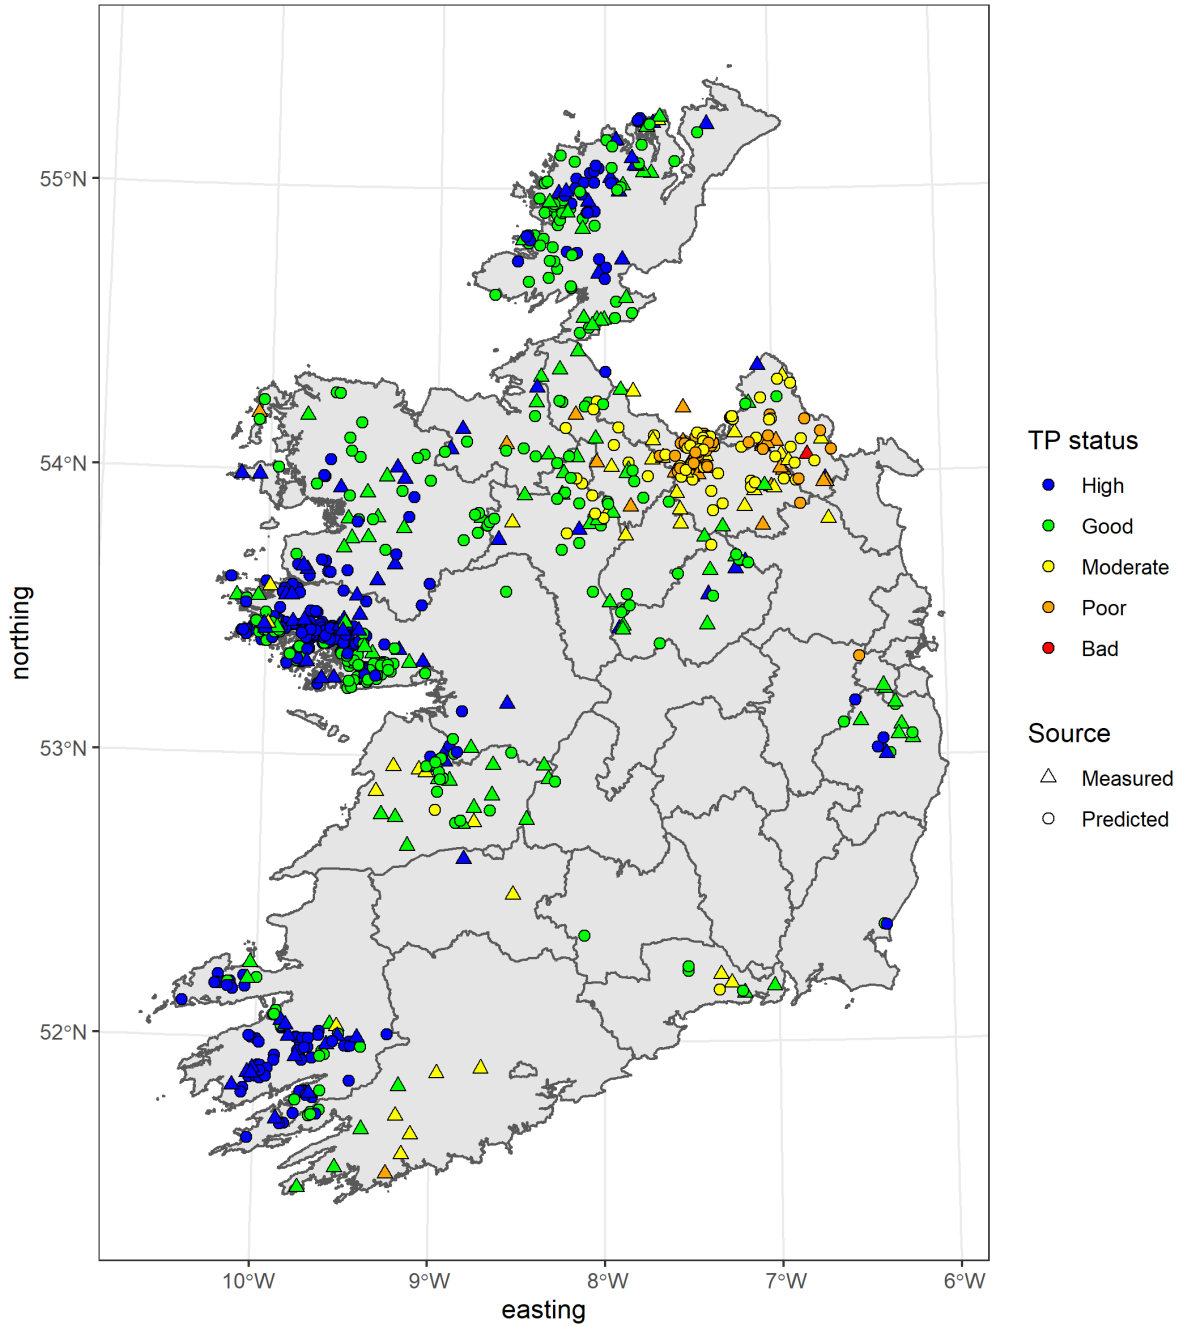 55°N
54°N
53°N
52°N
10°W
9°W
8°W
7°W
6°W
easting
northing
TP status
High
Good
Moderate
Poor
Bad
Source
Measured
Predicted